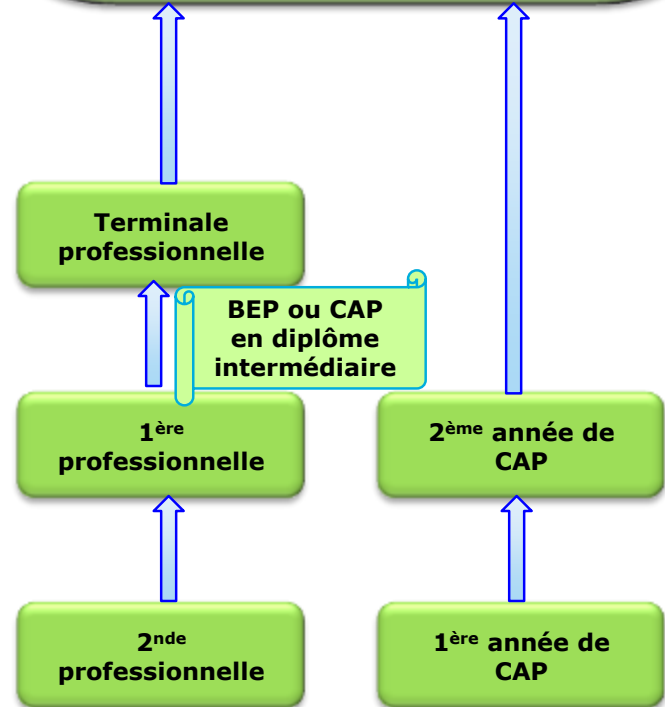 Terminale
professionnelle
BEP ou CAP
en diplôme
intermédiaire
1ère
professionnelle
2ème année de
CAP
2nde
professionnelle
1ère année de
CAP